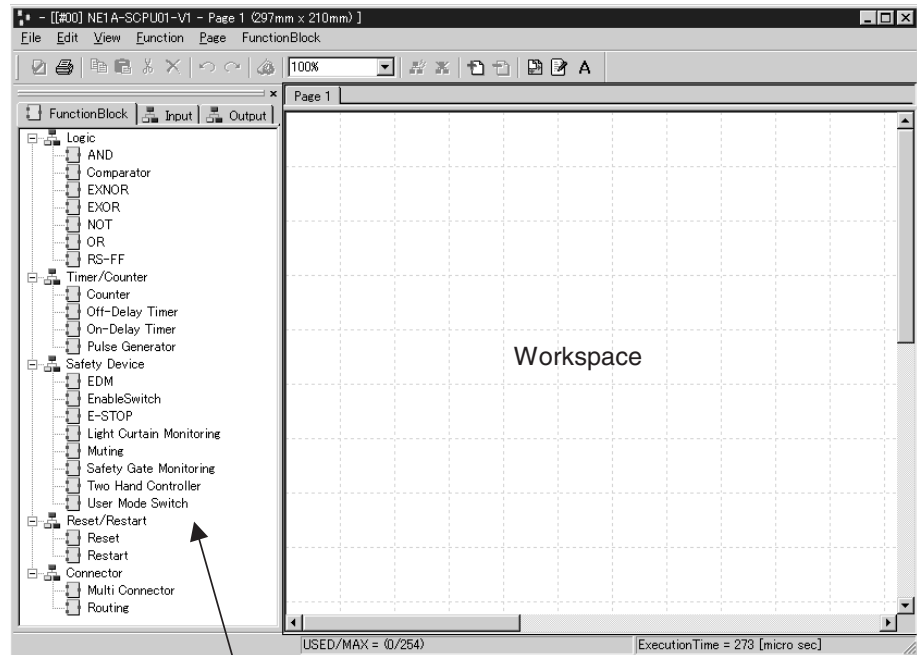 - [[#00] NE1A-SCPU01-V1 - Page 1 (297mm x 210mm) ]
File Edit View Function Page FunctionBlock
100%
A
Page 1
FunctionBlock Input Output
Logic
AND
Comparator
EXNOR
EXOR
NOT
OR
RS-FF
Timer/Counter
Counter
Off-Delay Timer
On-Delay Timer
Pulse Generator
Safety Device
EDM
EnableSwitch
E-STOP
Light Curtain Monitoring
Muting
Safety Gate Monitoring
Two Hand Controller
User Mode Switch
Reset/Restart
Reset
Restart
Connector
Multi Connector
Routing
Workspace
USED/MAX = (0/254)
ExecutionTime = 273 [micro sec]